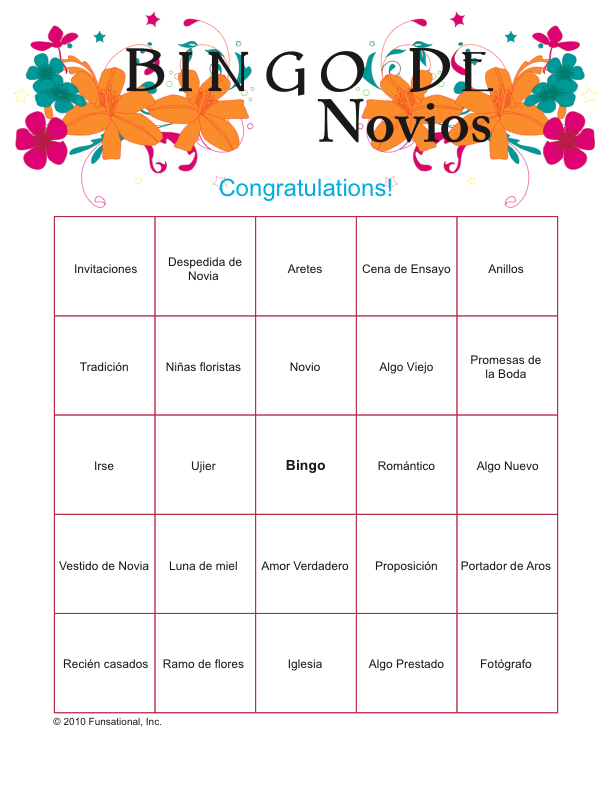 BINGO DE
Novios
Congratulations!
Invitaciones
Despedida de
Novia
Aretes
Cena de Ensayo
Anillos
Tradición
Niñas floristas
Novio
Algo Viejo
Promesas de
la Boda
Irse
Ujier
Bingo
Romántico
Algo Nuevo
Vestido de Novia
Luna de miel
Amor Verdadero
Proposición
Portador de Aros
Recién casados
Ramo de flores
Iglesia
Algo Prestado
Fotógrafo
© 2010 Funsational, Inc.